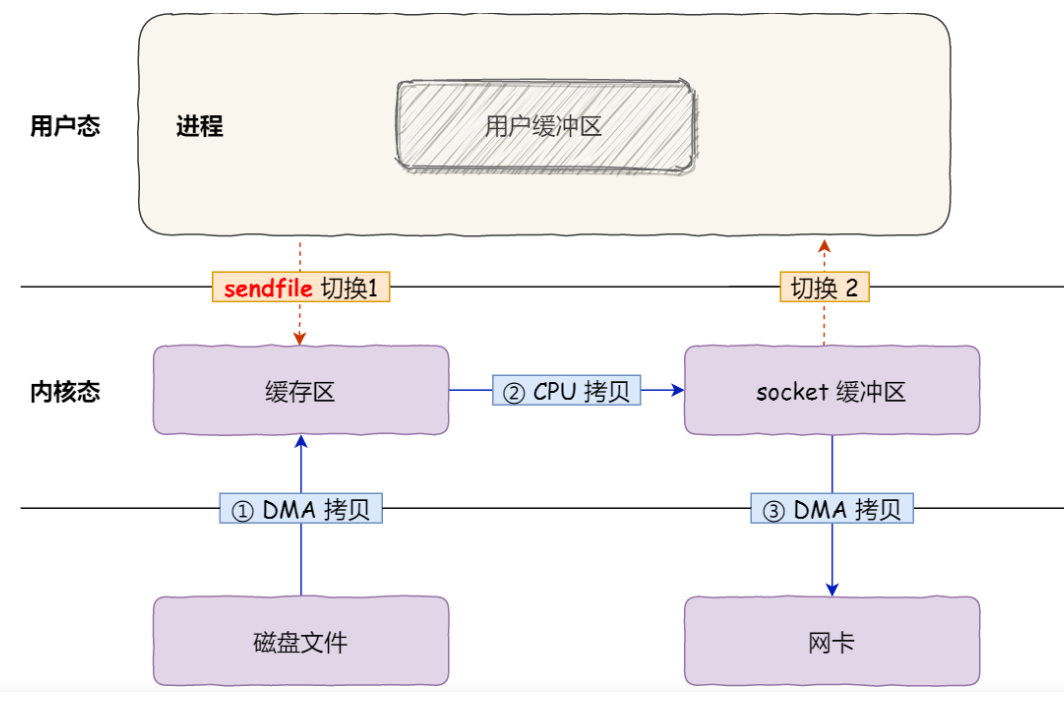 用户态
进程
用户缓冲区
sendfile 切换1
切换 2
内核态
缓存区
② CPU 拷贝
socket 缓冲区
① DMA 拷贝
③ DMA 拷贝
磁盘文件
网卡